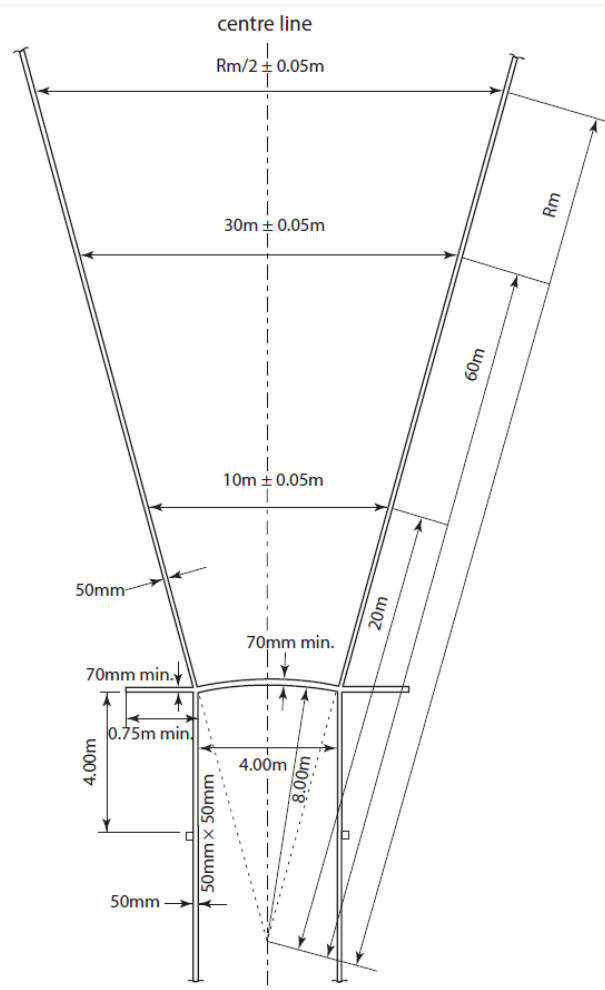 centre line
Rm/2 ± 0.05m
Rm
30m ± 0.05m
60m
10m ± 0.05m
50mm
20m
70mm min.
70mm min.
0.75m min.
4.00m
4.00m
8.00m
50mm × 50mm
50mm